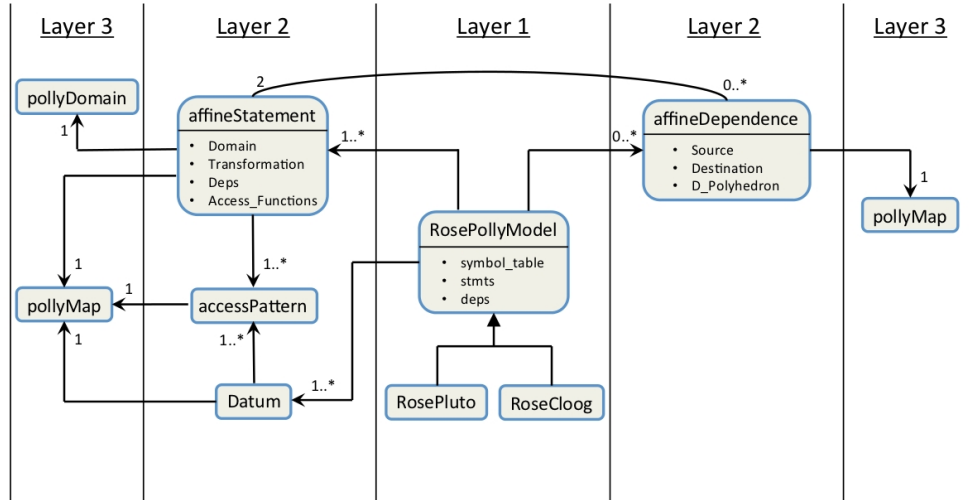 Layer 3
Layer 2
Layer 1
Layer 2
Layer 3
pollyDomain
1
2
affineStatement
• Domain
• Transformation
• Deps
• Access_Functions
1..*
0..*
0..*
affineDependence
• Source
• Destination
• D_Polyhedron
1
pollyMap
RosePollyModel
• symbol_table
• stmts
• deps
1
1..*
pollyMap
1
accessPattern
1
1..*
1..*
Datum
RosePluto
RoseCloog